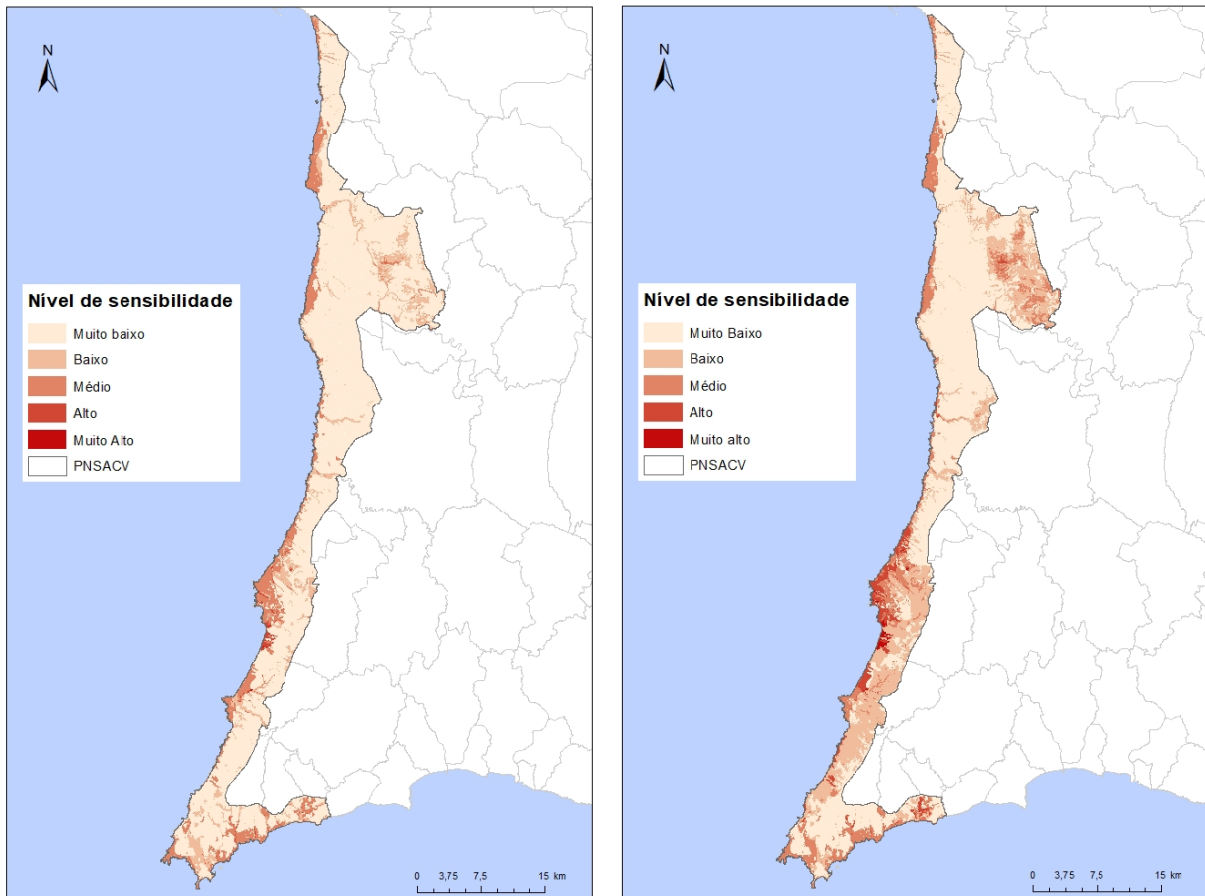 N
Nível de sensibilidade
Muito baixo
Baixo
Médio
Alto
Muito Alto
PNSACV
0 3,75 7,5 15 km
N
Nível de sensibilidade
Muito Baixo
Baixo
Médio
Alto
Muito alto
PNSACV
0 3,75 7,5 15 km